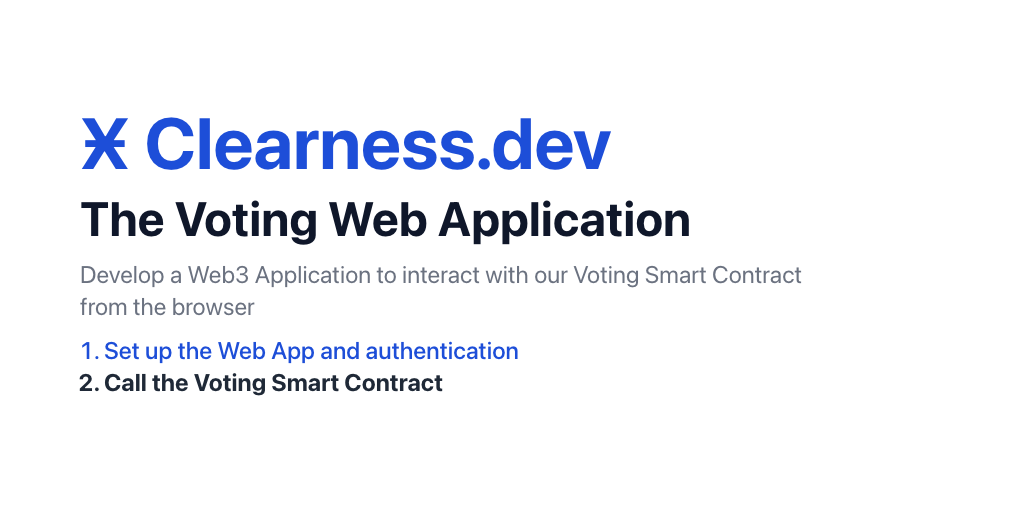 Ӿ Clearness.dev
The Voting Web Application
Develop a Web3 Application to interact with our Voting Smart Contract
from the browser
1. Set up the Web App and authentication
2. Call the Voting Smart Contract